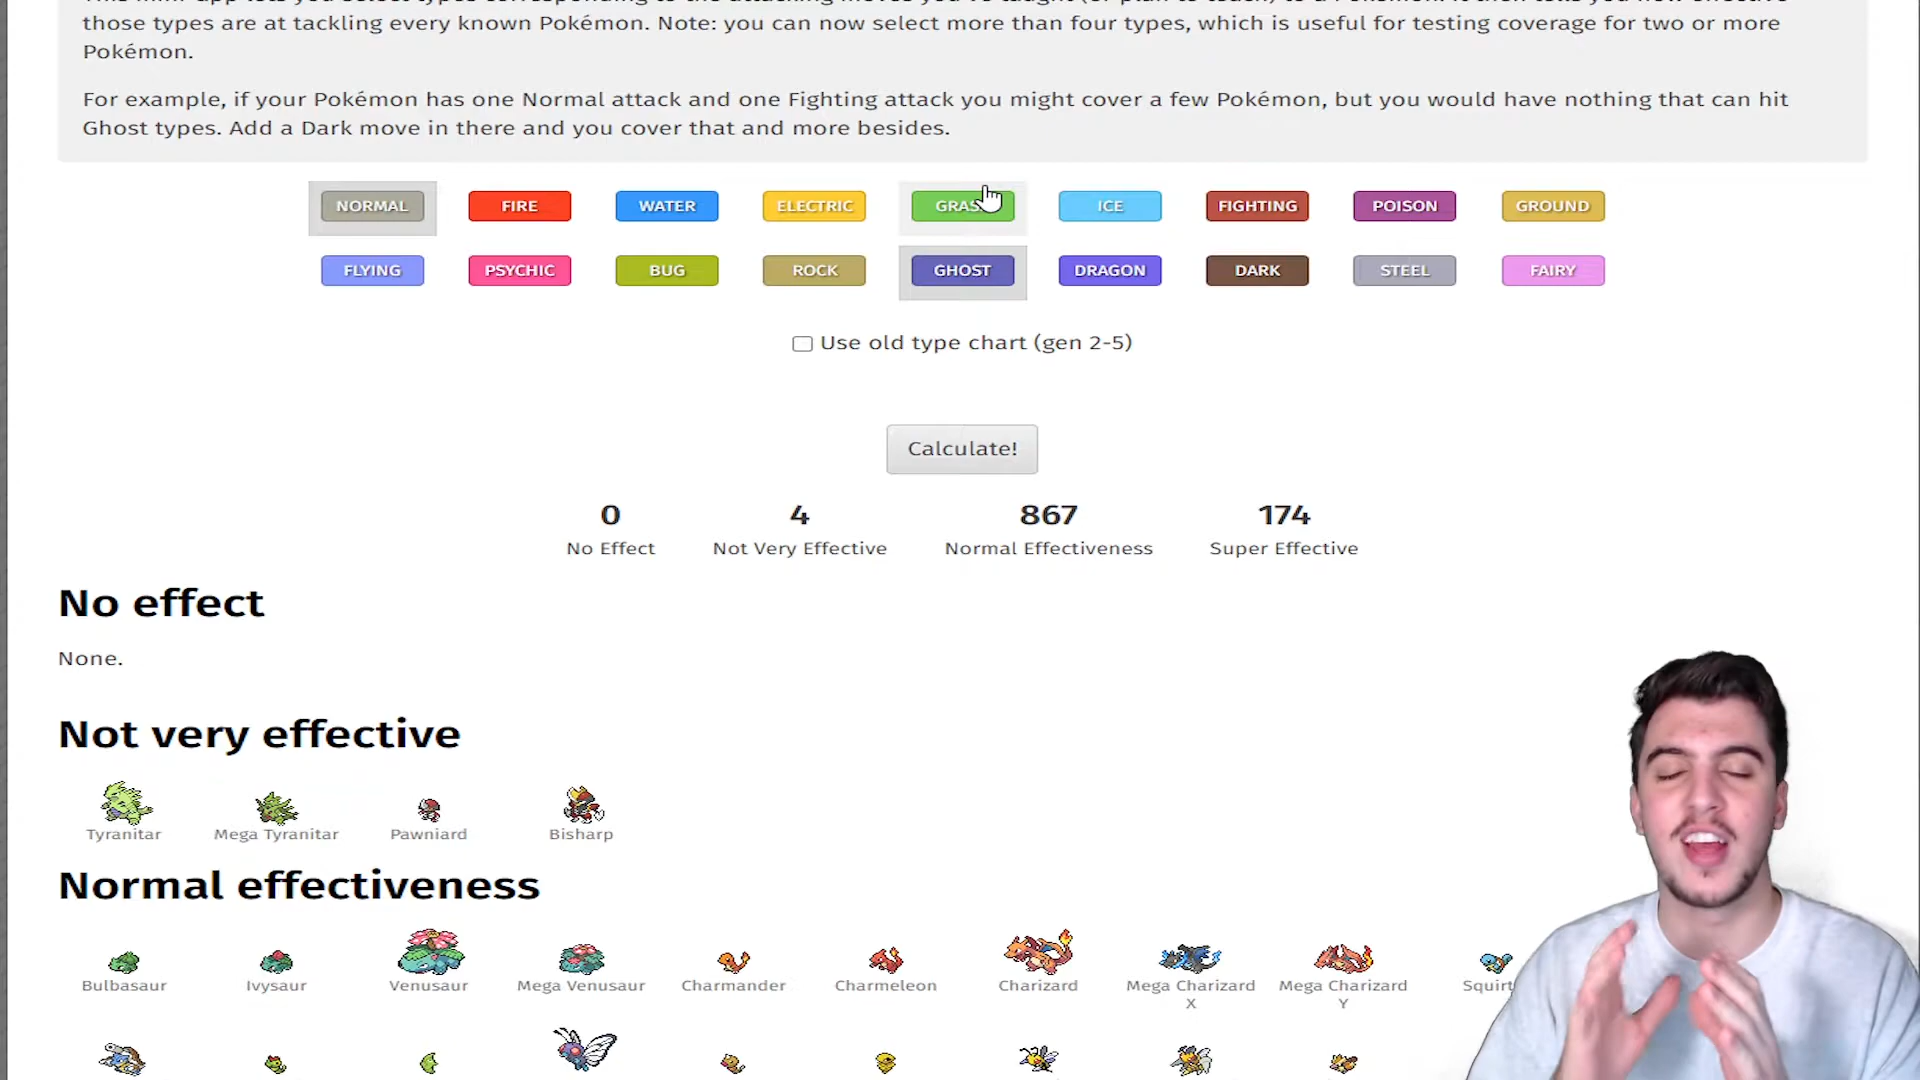 those types are at tackling every known Pokémon. Note: you can now select more than four types, which is useful for testing coverage for two or more
Pokémon.
For example, if your Pokémon has one Normal attack and one Fighting attack you might cover a few Pokémon, but you would have nothing that can hit
Ghost types. Add a Dark move in there and you cover that and more besides.
NORMAL FIRE WATER ELECTRIC GRASS ICE FIGHTING POISON GROUND
FLYING PSYCHIC BUG ROCK GHOST DRAGON DARK STEEL FAIRY
Use old type chart (gen 2-5)
Calculate!
0 4 867 174
No Effect Not Very Effective Normal Effectiveness Super Effective
No effect
None.
Not very effective
Tyranitar Mega Tyranitar Pawniard Bisharp
Normal effectiveness
Bulbasaur Ivysaur Venusaur Mega Venusaur Charmander Charmeleon Charizard Mega Charizard Mega Charizard Squirt
X Y